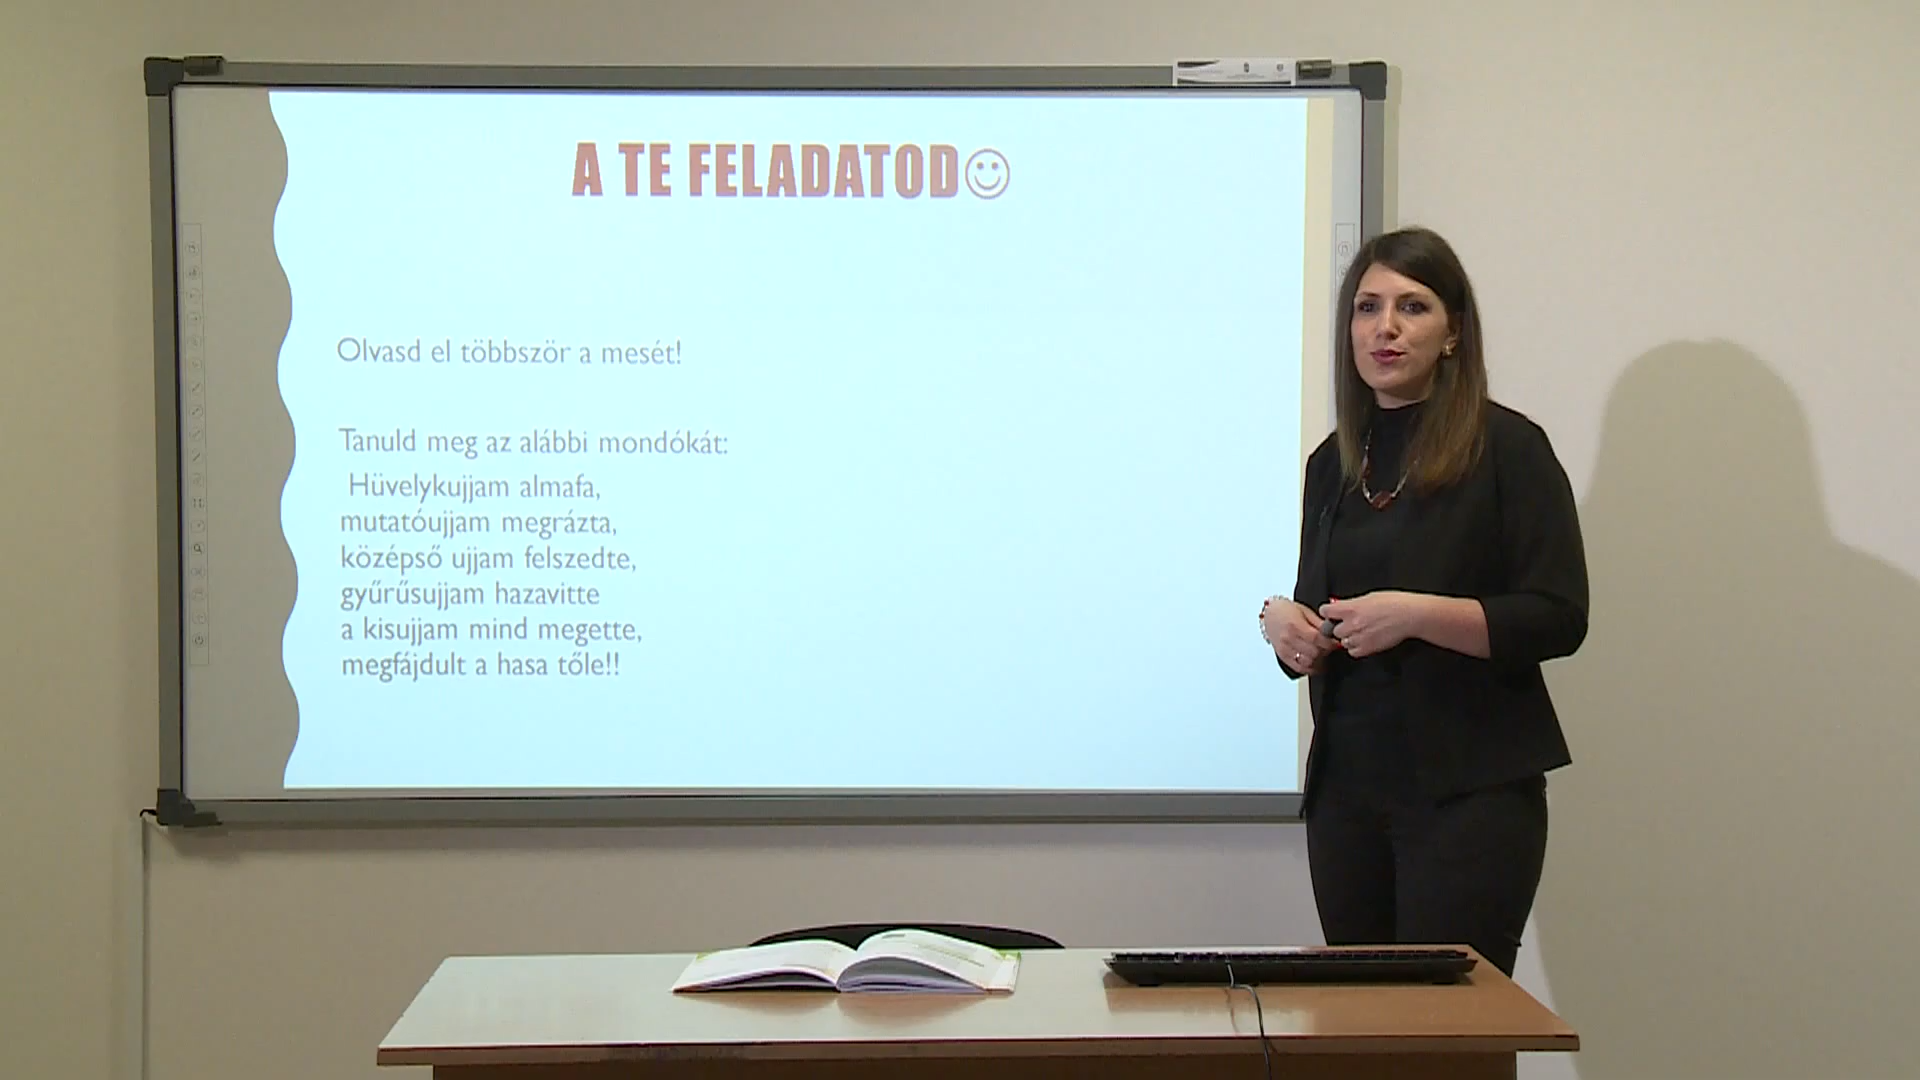 A TE FELADATOD☺
Olvasd el többször a mesét!
Tanuld meg az alábbi mondókát:
Hüvelykujjam almafa,
mutatóujjam megrázta,
középső ujjam felszedte,
gyűrűsujjam hazavitte
a kisujjam mind megette,
megfájdult a hasa tőle!!